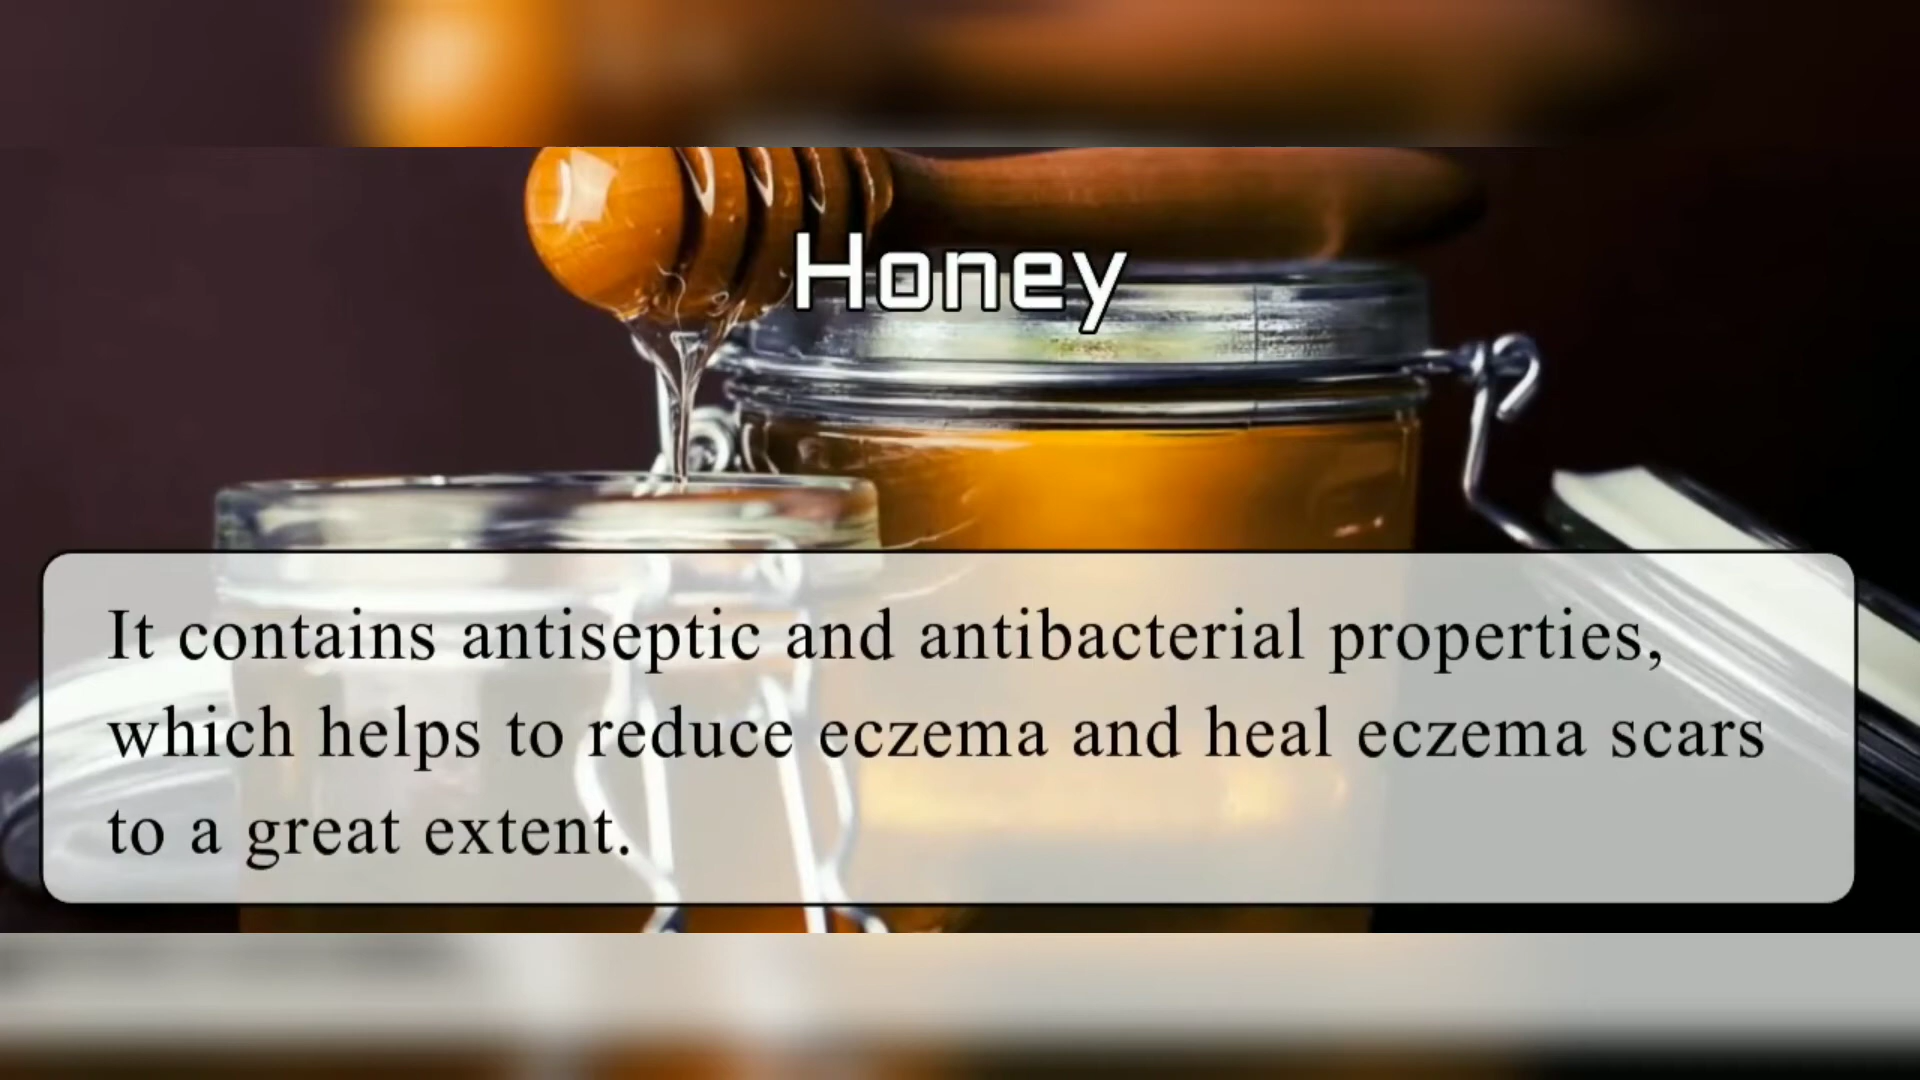 Honey
It contains antiseptic and antibacterial properties,
which helps to reduce eczema and heal eczema scars
to a great extent.